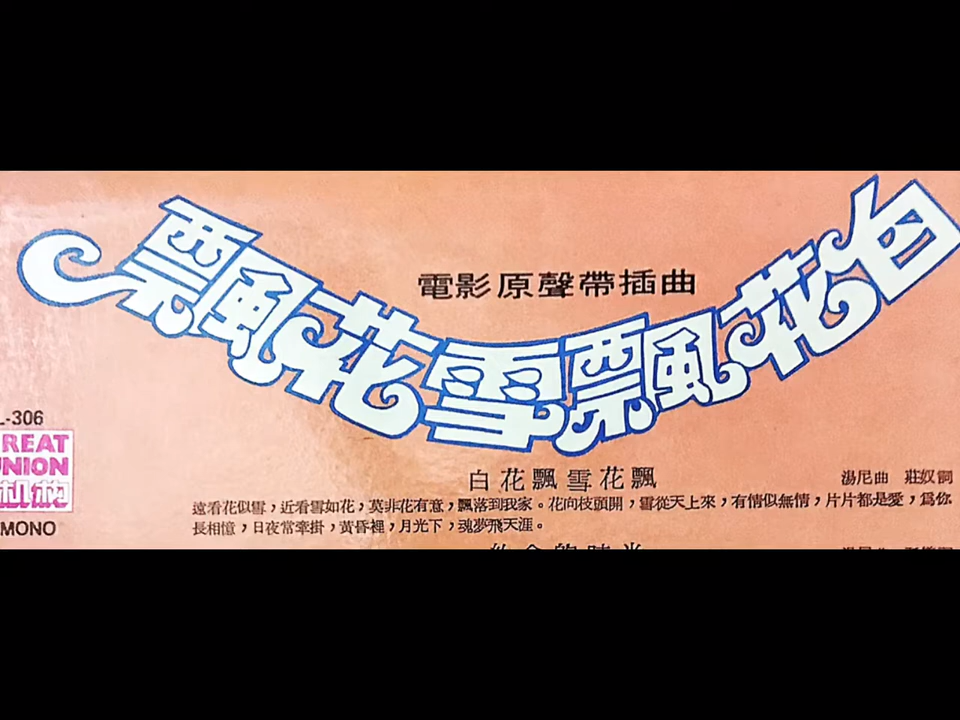 飄花雪飄花白
電影原聲帶插曲
L-306
REAT
UNION
机构
MONO
白花飄雪花飄
湯尼曲 莊奴詞
遠看花似雪，近看雪如花，莫非花有意，飄落到我家。花向枝頭開，雪從天上來，有情似無情，片片都是愛，為你
長相憶，日夜常牽掛，黃昏裡，月光下，魂夢飛天涯。